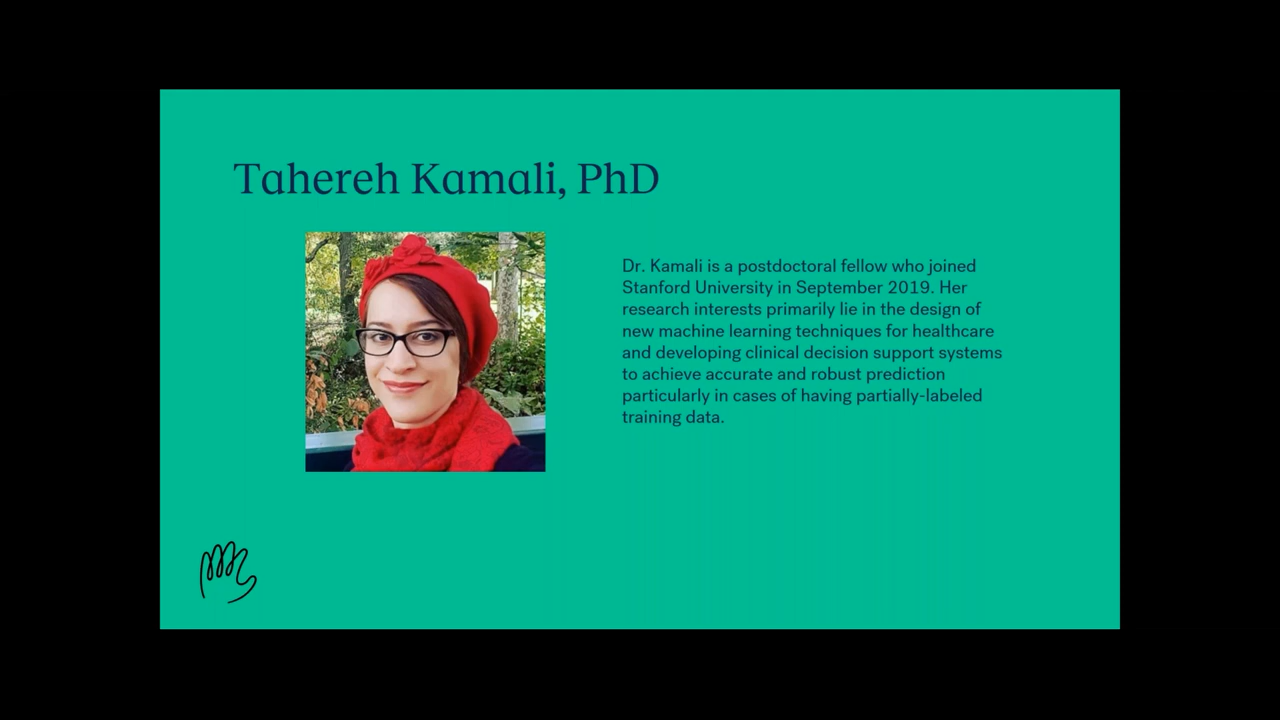 Tahereh Kamali, PhD
Dr. Kamali is a postdoctoral fellow who joined
Stanford University in September 2019. Her
research interests primarily lie in the design of
new machine learning techniques for healthcare
and developing clinical decision support systems
to achieve accurate and robust prediction
particularly in cases of having partially-labeled
training data.